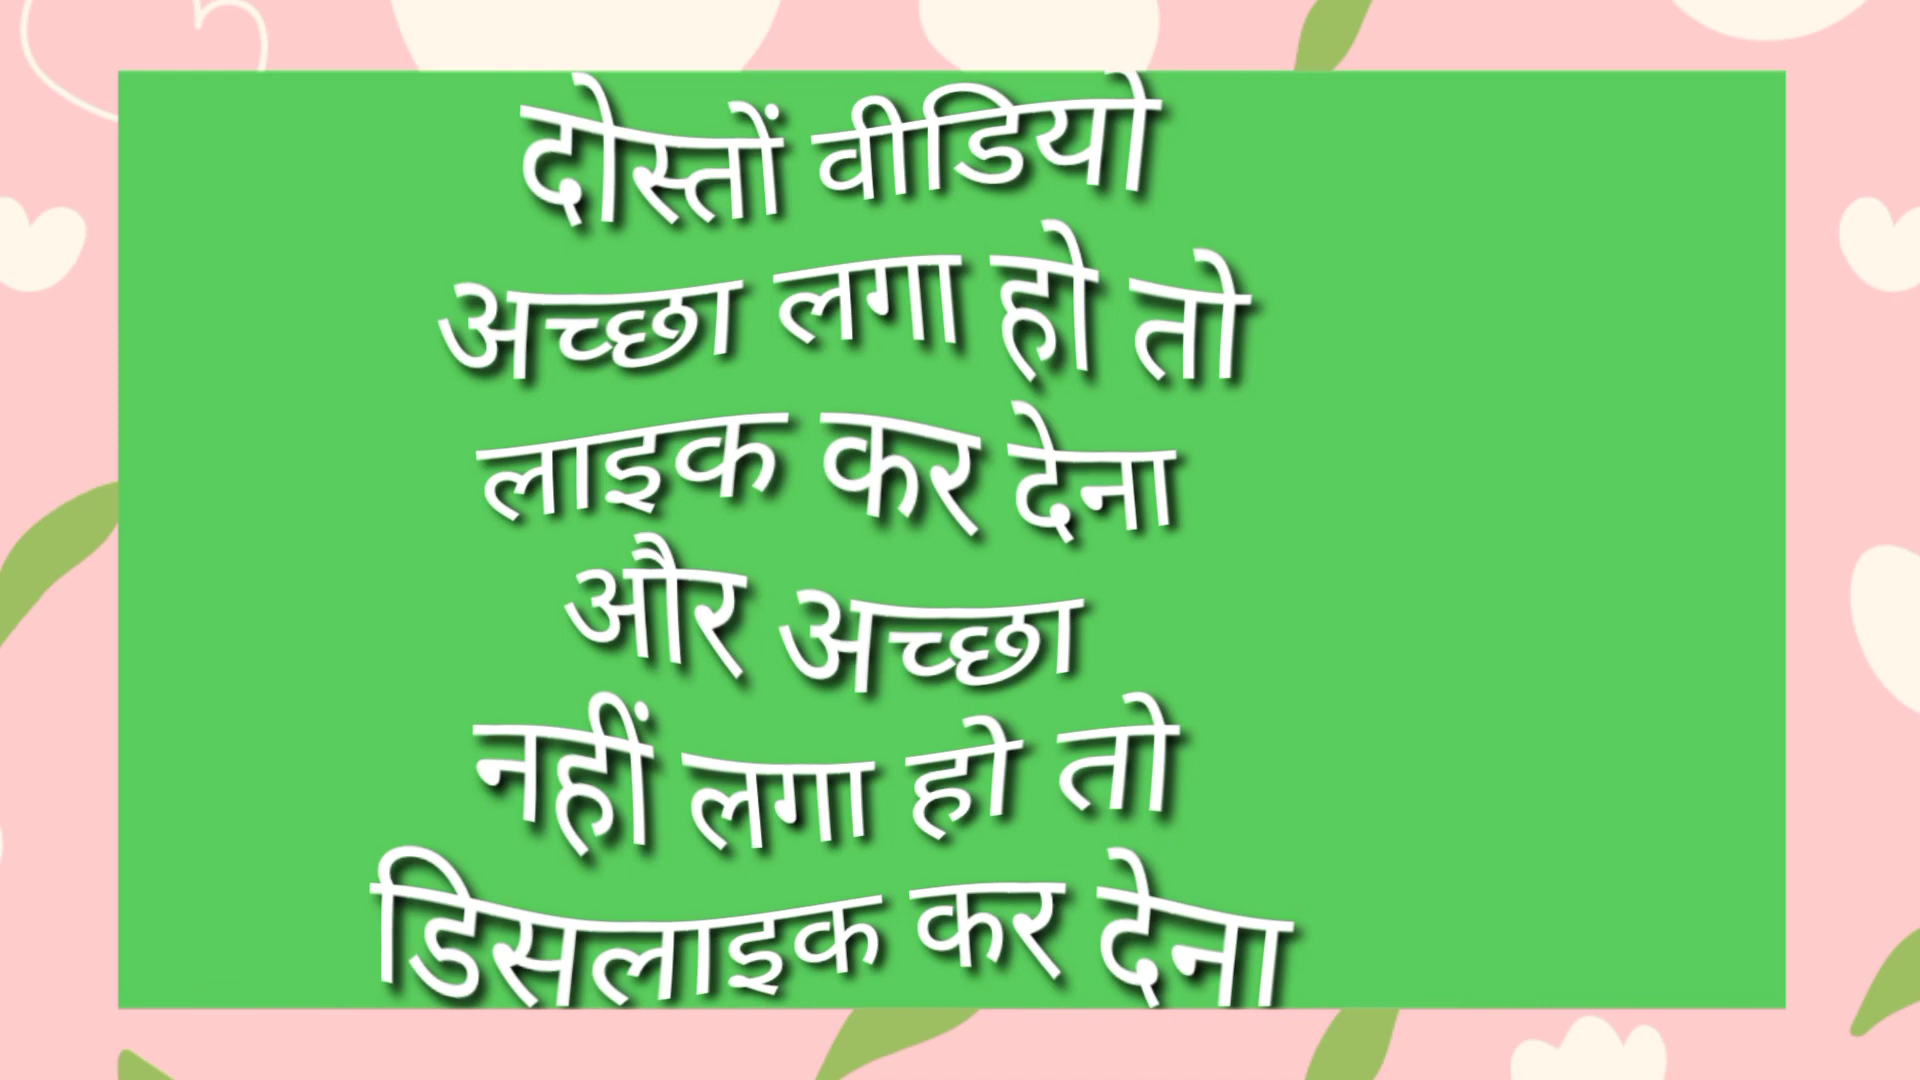 दोस्तों वीडियो
अच्छा लगा हो तो
लाइक कर देना
और अच्छा
नहीं लगा हो तो
डिसलाइक कर देना